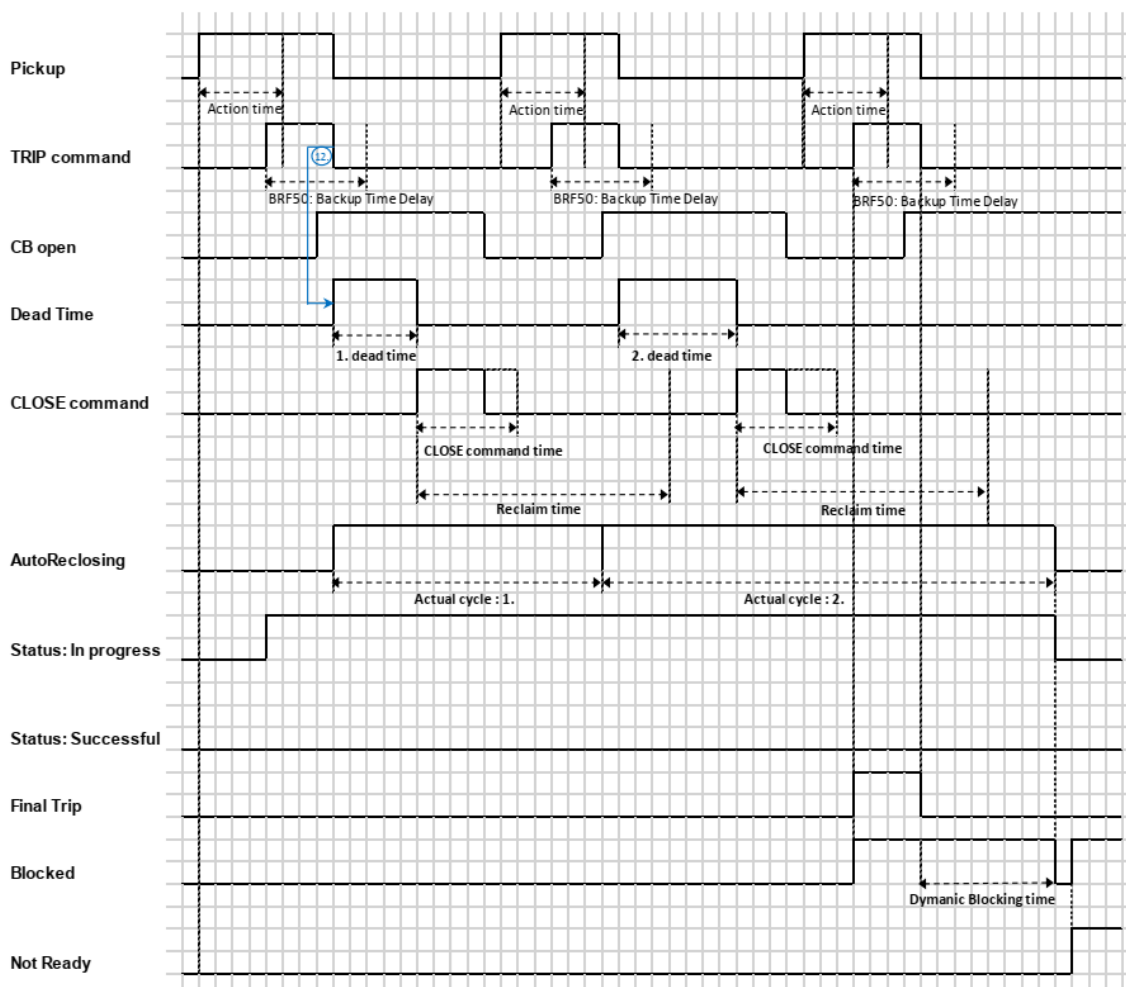 Pickup
Action time
Action time
Action time
TRIP command
12.
BRF50: Backup Time Delay
BRF50: Backup Time Delay
BRF50: Backup Time Delay
CB open
Dead Time
1. dead time
2. dead time
CLOSE command
CLOSE command time
CLOSE command time
Reclaim time
Reclaim time
AutoReclosing
Actual cycle : 1.
Actual cycle : 2.
Status: In progress
Status: Successful
Final Trip
Blocked
Dymanic Blocking time
Not Ready